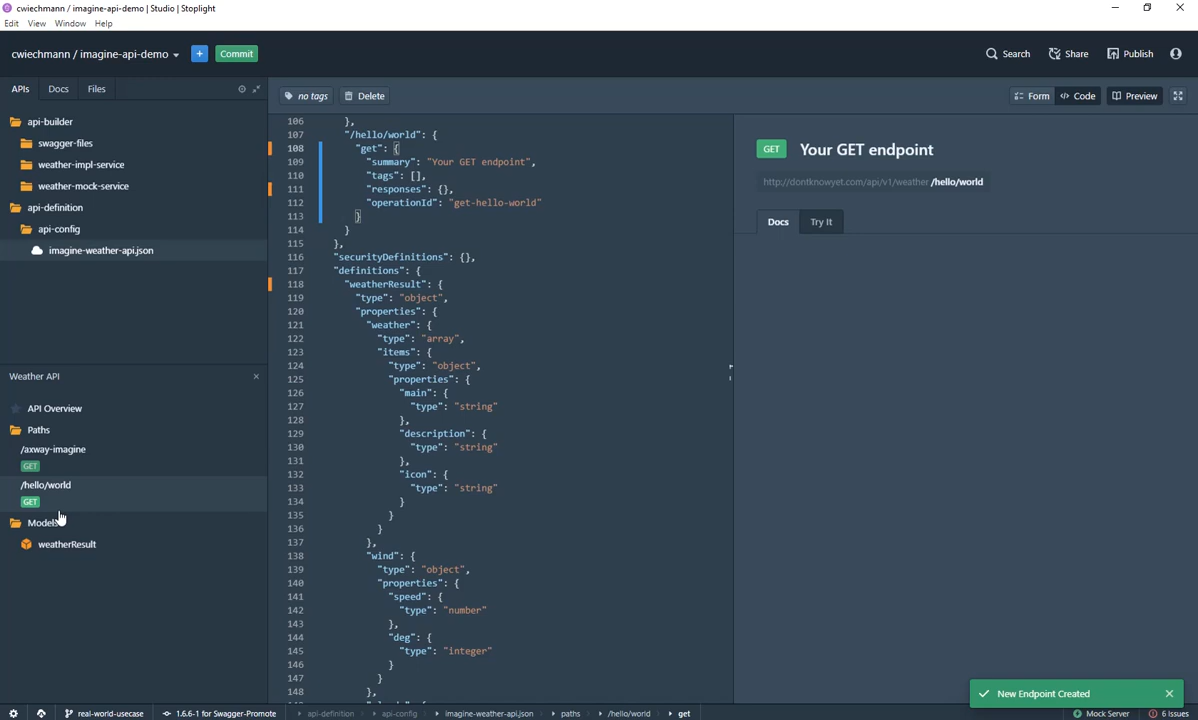 cwiechmann / imagine-api-demo | Studio | Stoplight
Edit View Window Help
cwiechmann / imagine-api-demo
+ Commit
Search Share Publish
APIs Docs Files
no tags Delete
Form </> Code Preview
api-builder
swagger-files
weather-impl-service
weather-mock-service
api-definition
api-config
imagine-weather-api.json
Weather API
API Overview
Paths
/axway-imagine
GET
/hello/world
GET
Models
weatherResult
106 },
107 "/hello/world": {
108 "get": {
109 "summary": "Your GET endpoint",
110 "tags": [],
111 "responses": {},
112 "operationId": "get-hello-world"
113 }
114 }
115 },
116 "securityDefinitions": {},
117 "definitions": {
118 "weatherResult": {
119 "type": "object",
120 "properties": {
121 "weather": {
122 "type": "array",
123 "items": {
124 "type": "object",
125 "properties": {
126 "main": {
127 "type": "string"
128 },
129 "description": {
130 "type": "string"
131 },
132 "icon": {
133 "type": "string"
134 }
135 }
136 }
137 },
138 "wind": {
139 "type": "object",
140 "properties": {
141 "speed": {
142 "type": "number"
143 },
144 "deg": {
145 "type": "integer"
146 }
147 }
148 },
GET Your GET endpoint
http://dontknowyet.com/api/v1/weather/hello/world
Docs Try It
New Endpoint Created
real-world-usecase 1.6.6-1 for Swagger-Promote api-definition api-config imagine-weather-api.json paths /hello/world get Mock Server 6 Issues